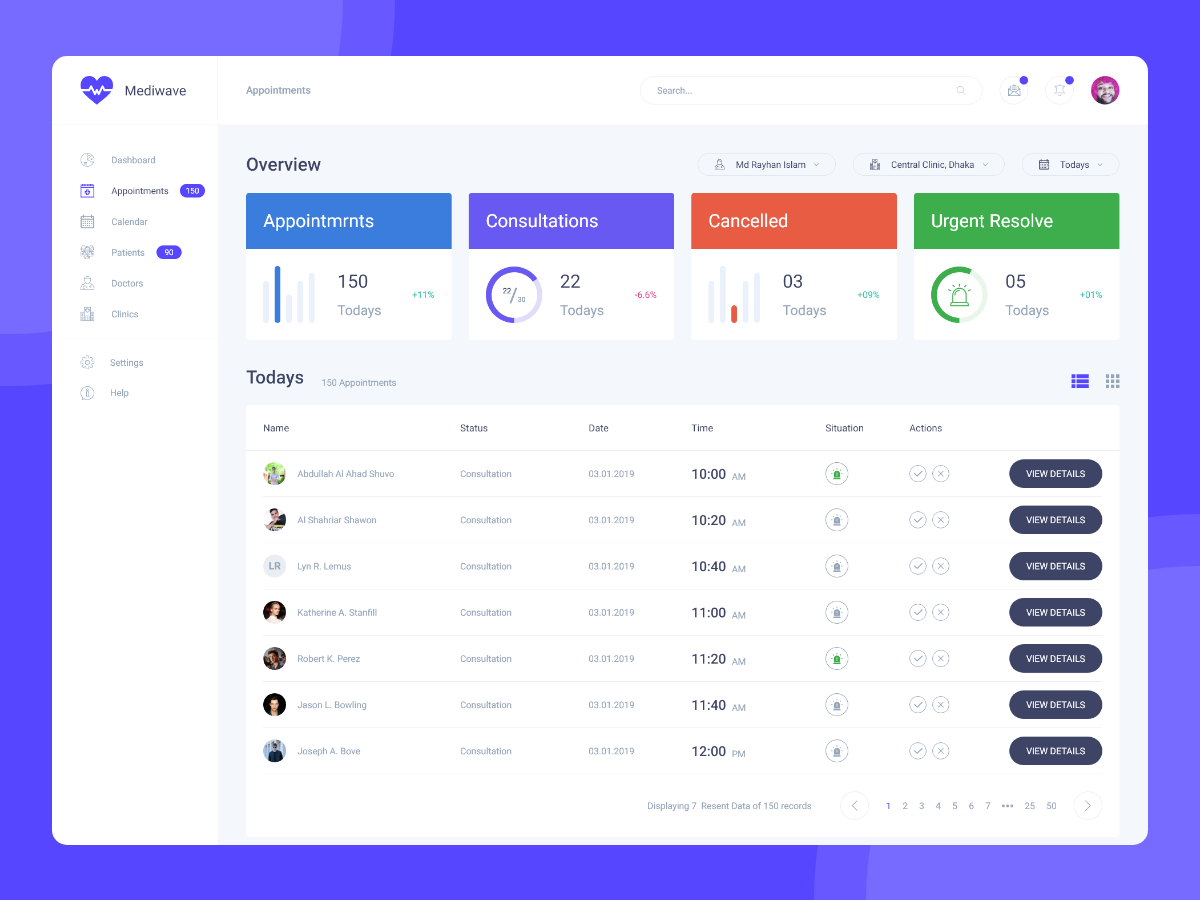 Mediwave
Appointments
Search...
Dashboard
Appointments 150
Calendar
Patients 90
Doctors
Clinics
Settings
Help
Overview
Md Rayhan Islam
Central Clinic, Dhaka
Todays
Appointmrnts
150
Todays
+11%
Consultations
22/30
22
Todays
-6.6%
Cancelled
03
Todays
+09%
Urgent Resolve
05
Todays
+01%
Todays 150 Appointments
Name Status Date Time Situation Actions
Abdullah Al Ahad Shuvo Consultation 03.01.2019 10:00 AM VIEW DETAILS
Al Shahriar Shawon Consultation 03.01.2019 10:20 AM VIEW DETAILS
LR Lyn R. Lemus Consultation 03.01.2019 10:40 AM VIEW DETAILS
Katherine A. Stanfill Consultation 03.01.2019 11:00 AM VIEW DETAILS
Robert K. Perez Consultation 03.01.2019 11:20 AM VIEW DETAILS
Jason L. Bowling Consultation 03.01.2019 11:40 AM VIEW DETAILS
Joseph A. Bove Consultation 03.01.2019 12:00 PM VIEW DETAILS
Displaying 7 Resent Data of 150 records 1 2 3 4 5 6 7 ••• 25 50